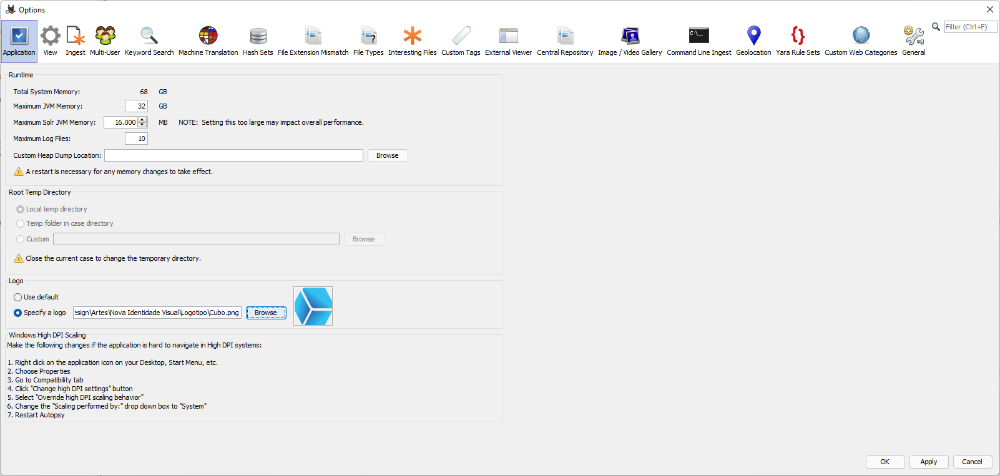 Options
Filter (Ctrl+F)
Application View Ingest Multi-User Keyword Search Machine Translation Hash Sets File Extension Mismatch File Types Interesting Files Custom Tags External Viewer Central Repository Image / Video Gallery Command Line Ingest Geolocation Yara Rule Sets Custom Web Categories General
Runtime
Total System Memory: 68 GB
Maximum JVM Memory: 32 GB
Maximum Solr JVM Memory: 16.000 MB NOTE: Setting this too large may impact overall performance.
Maximum Log Files: 10
Custom Heap Dump Location: Browse
A restart is necessary for any memory changes to take effect.
Root Temp Directory
Local temp directory
Temp folder in case directory
Custom Browse
Close the current case to change the temporary directory.
Logo
Use default
Specify a logo esign\Artes\Nova Identidade Visual\Logotipo\Cubo.png Browse
Windows High DPI Scaling
Make the following changes if the application is hard to navigate in High DPI systems:
1. Right click on the application icon on your Desktop, Start Menu, etc.
2. Choose Properties
3. Go to Compatibility tab
4. Click "Change high DPI settings" button
5. Select "Override high DPI scaling behavior"
6. Change the "Scaling performed by:" drop down box to "System"
7. Restart Autopsy
OK Apply Cancel